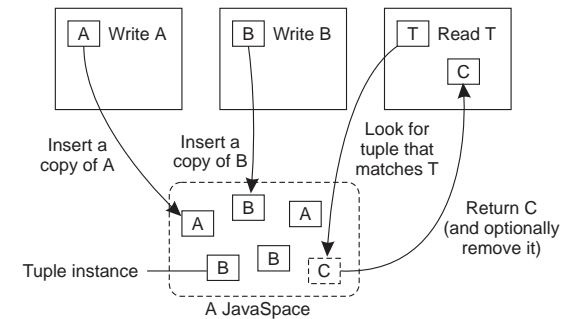 A Write A
B Write B
T Read T
C
Insert a
copy of A
Insert a
copy of B
Look for
tuple that
matches T
Return C
(and optionally
remove it)
A
B
A
B
B
C
Tuple instance
A JavaSpace